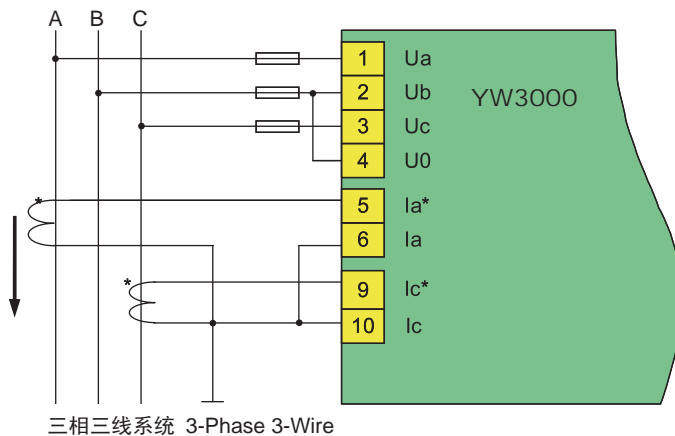 A B C
1 Ua
2 Ub
YW3000
3 Uc
4 U0
* 5 Ia*
6 Ia
* 9 Ic*
10 Ic
三相三线系统 3-Phase 3-Wire